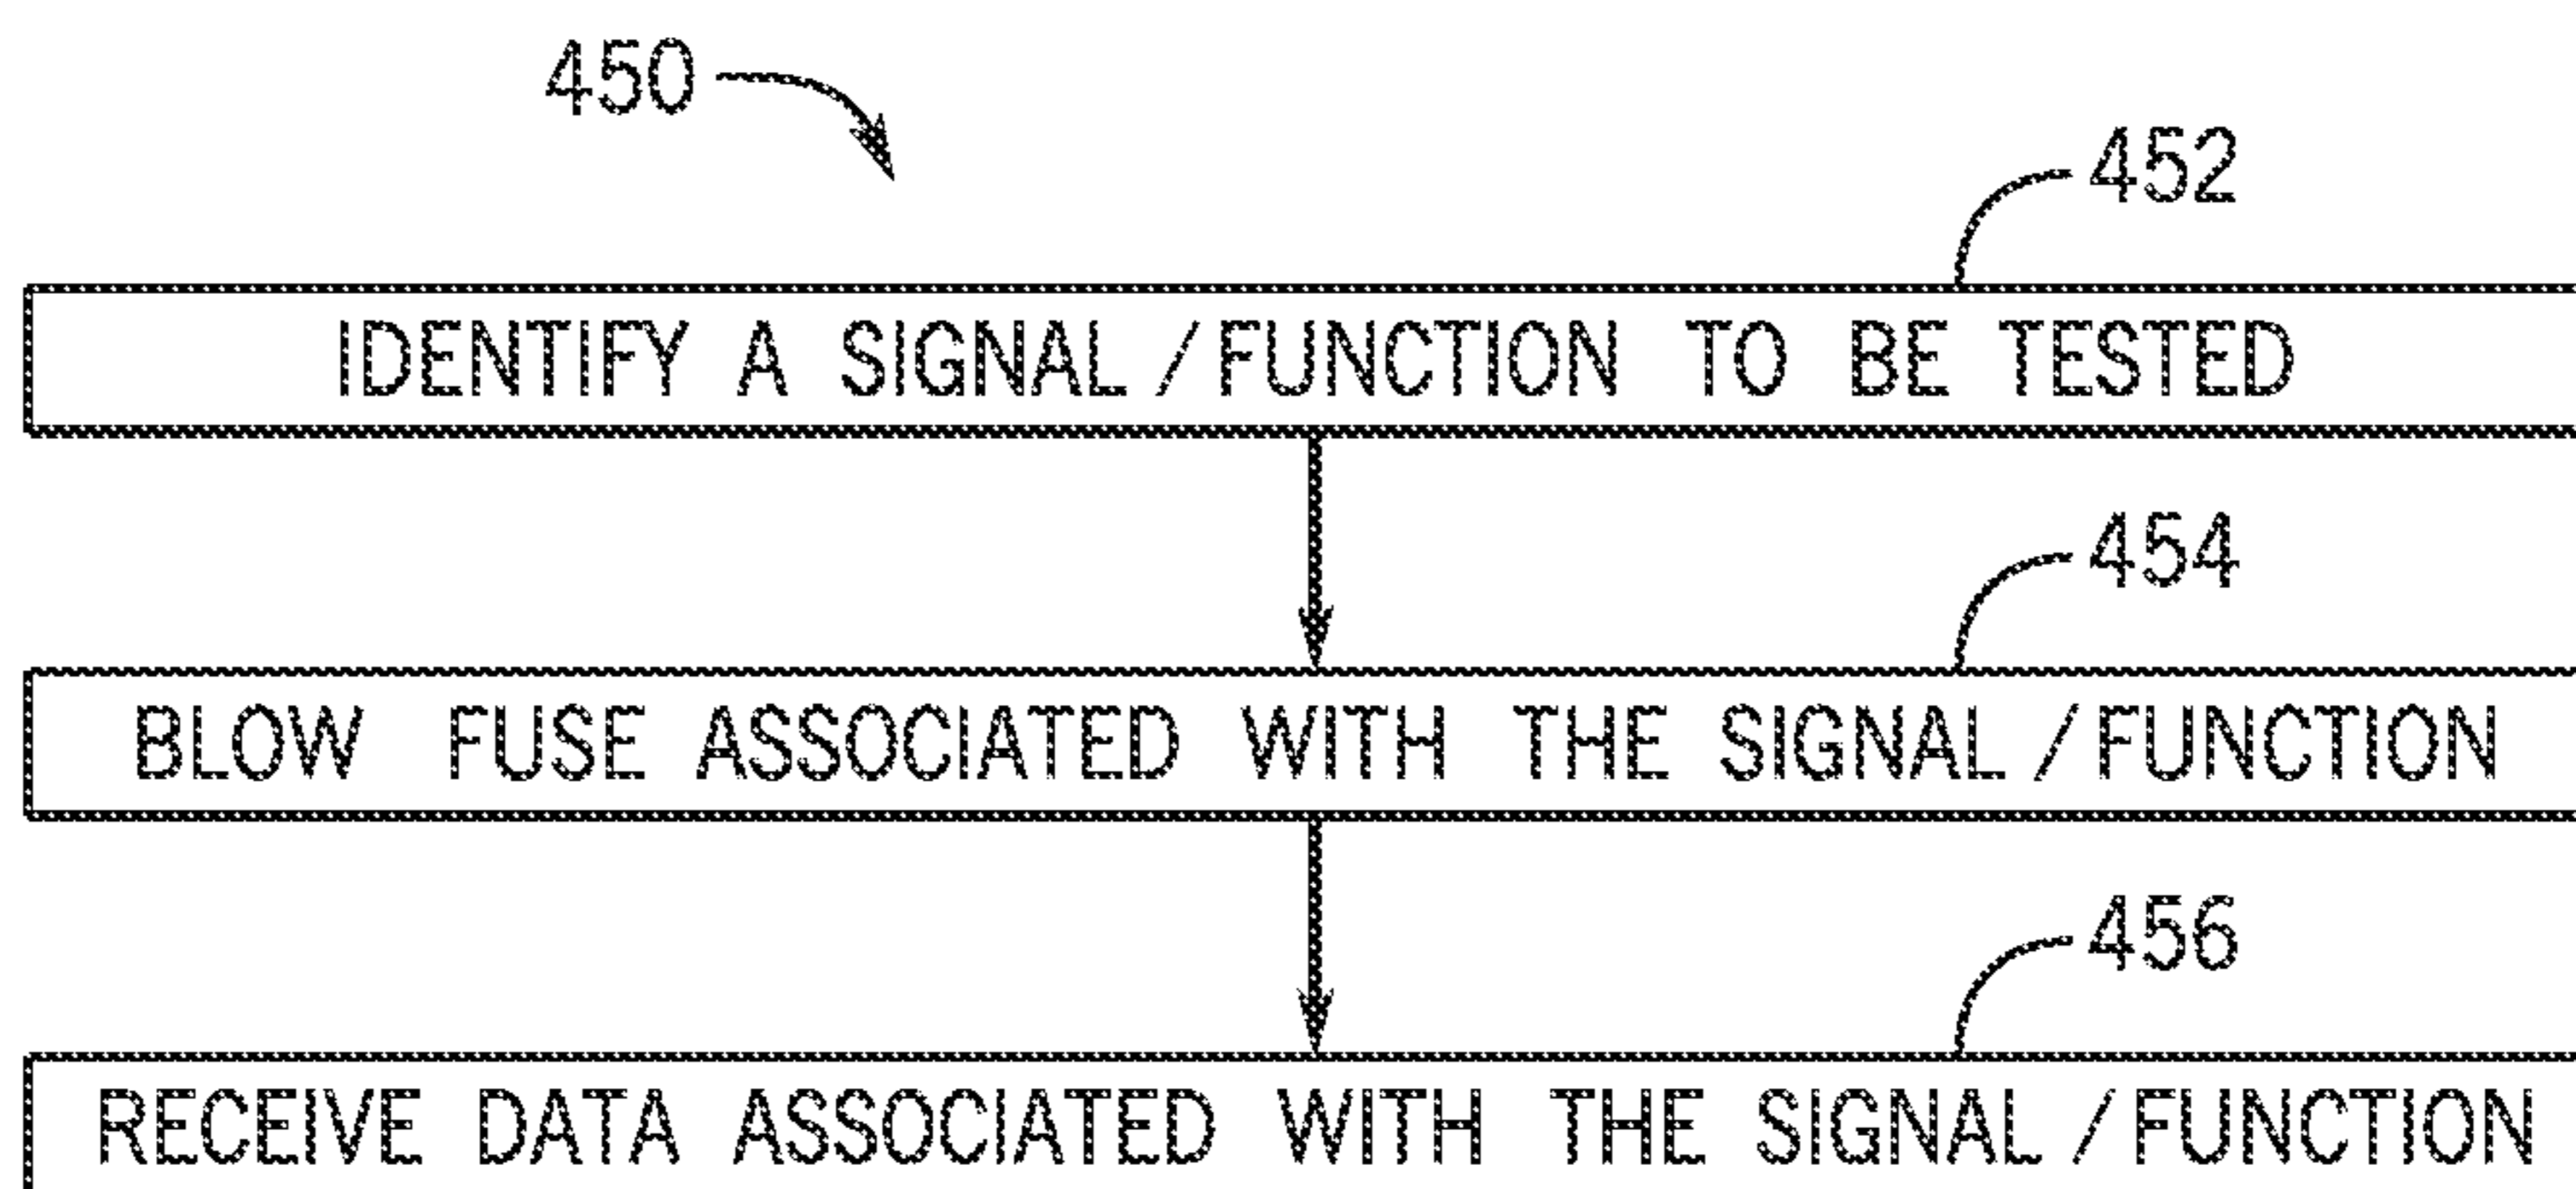 450
452
IDENTIFY A SIGNAL/FUNCTION TO BE TESTED
454
BLOW FUSE ASSOCIATED WITH THE SIGNAL/FUNCTION
456
RECEIVE DATA ASSOCIATED WITH THE SIGNAL/FUNCTION